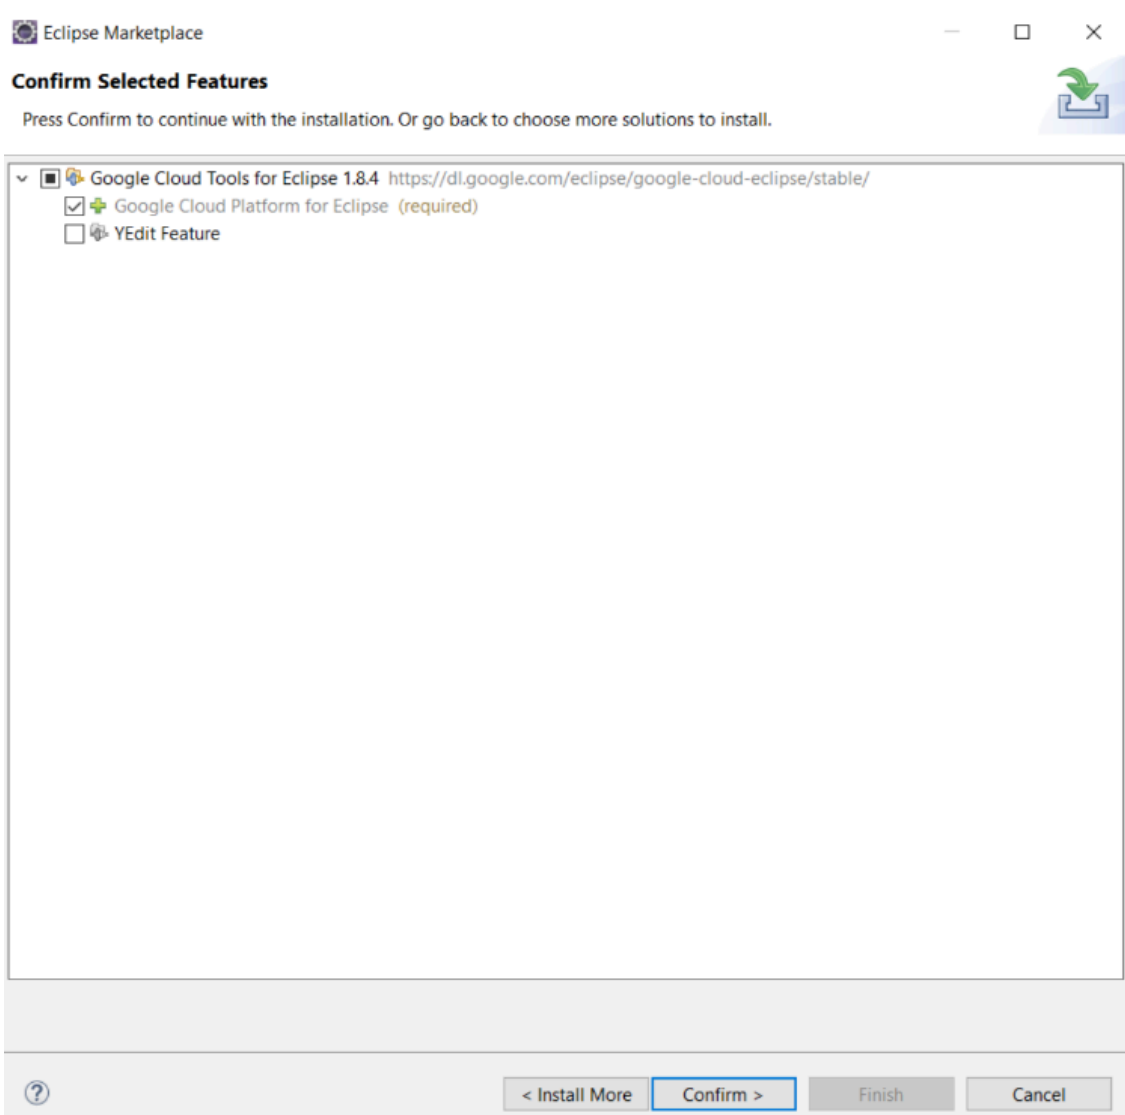 Eclipse Marketplace
Confirm Selected Features
Press Confirm to continue with the installation. Or go back to choose more solutions to install.
Google Cloud Tools for Eclipse 1.8.4 https://dl.google.com/eclipse/google-cloud-eclipse/stable/
Google Cloud Platform for Eclipse (required)
YEdit Feature
< Install More Confirm > Finish Cancel